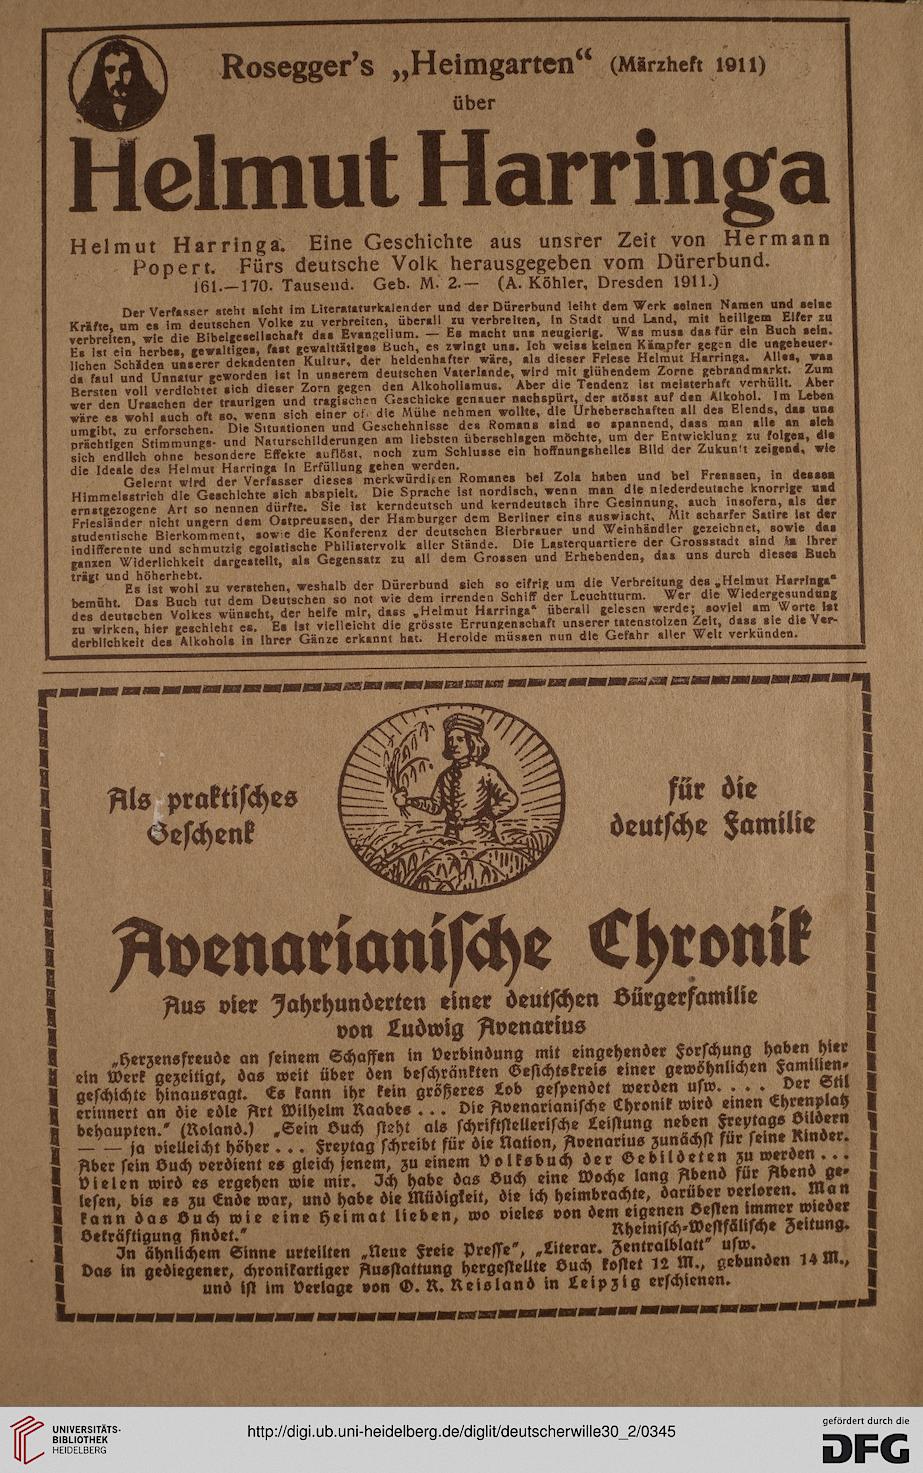 Rosegger's „Heimgarten“ (Märzheft 1911)
über
Helmut Harringa
Helmut Harringa. Eine Geschichte aus unsrer Zeit von Hermann
Popert. Fürs deutsche Volk herausgegeben vom Dürerbund.
161.—170. Tausend. Geb. M. 2.— (A. Köhler, Dresden 1911.)
Der Verfasser steht nicht im Literaturkalender und der Dürerbund leiht dem Werk seinen Namen und seine
Kräfte, um es im deutschen Volke zu verbreiten, überall zu verbreiten, in Stadt und Land, mit heiligem Eifer zu
verbreiten, wie die Bibelgesellschaft das Evangelium. — Es macht uns neugierig. Was muss das für ein Buch sein.
Es ist ein herbes, gewaltiges, fast gewalttätiges Buch, es zwingt uns. Ich weiss keinen Kämpfer gegen die ungeheuer-
lichen Schäden unserer dekadenten Kultur, der heldenhafter wäre, als dieser Friese Helmut Harringa. Alles, was
da faul und Unnatur geworden ist in unserem deutschen Vaterlande, wird mit glühendem Zorne gebrandmarkt. Zum
Bersten voll verdichtet sich dieser Zorn gegen den Alkoholismus. Aber die Tendenz ist meisterhaft verhüllt. Aber
wer den Ursachen der traurigen und tragischen Geschicke genauer nachspürt, der stösst auf den Alkohol. Im Leben
wäre es wohl auch oft so, wenn sich einer oft die Mühe nehmen wollte, die Urheberschaften all des Elends, das uns
umgibt, zu erforschen. Die Situationen und Geschehnisse des Romans sind so spannend, dass man alle an sich
prächtigen Stimmungs- und Naturschilderungen am liebsten überschlagen möchte, um der Entwicklung zu folgen, die
sich endlich ohne besondere Effekte auflöst, noch zum Schlusse ein hoffnungshelles Bild der Zukunft zeigend, wie
die Ideale des Helmut Harringa in Erfüllung gehen werden.
Gelernt wird der Verfasser dieses merkwürdigen Romanes bei Zola haben und bei Frenssen, in dessen
Himmelsstrich die Geschichte sich abspielt. Die Sprache ist nordisch, wenn man die niederdeutsche knorrige und
ernstgezogene Art so nennen dürfte. Sie ist kerndeutsch und kerndeutsch ihre Gesinnung, auch insofern, als der
Friesländer nicht ungern dem Ostpreussen, der Hamburger dem Berliner eins auswischt. Mit scharfer Satire ist der
studentische Bierkomment, sowie die Konferenz der deutschen Bierbrauer und Weinhändler gezeichnet, sowie das
indifferente und schmutzig egoistische Philistervolk aller Stände. Die Lasterquartiere der Grossstadt sind in ihrer
ganzen Widerlichkeit dargestellt, als Gegensatz zu all dem Grossen und Erhebenden, das uns durch dieses Buch
trägt und höherhebt.
Es ist wohl zu verstehen, weshalb der Dürerbund sich so eifrig um die Verbreitung des „Helmut Harringa“
bemüht. Das Buch tut dem Deutschen so not wie dem irrenden Schiff der Leuchtturm. Wer die Wiedergesundung
des deutschen Volkes wünscht, der helfe mir, dass „Helmut Harringa“ überall gelesen werde; soviel am Worte ist
zu wirken, hier geschieht es. Es ist vielleicht die grösste Errungenschaft unserer tatenstolzen Zeit, dass sie die Ver-
derblichkeit des Alkohols in ihrer Gänze erkannt hat. Herolde müssen nun die Gefahr aller Welt verkünden.
Als praktisches
Geschenk
für die
deutsche Familie
Avenarianische Chronik
Aus vier Jahrhunderten einer deutschen Bürgerfamilie
von Ludwig Avenarius
„Herzensfreude an seinem Schaffen in Verbindung mit eingehender Forschung haben hier
ein Werk gezeitigt, das weit über den beschränkten Gesichtskreis einer gewöhnlichen Familien-
geschichte hinausragt. Es kann ihr kein größeres Lob gespendet werden usw. . . . Der Stil
erinnert an die edle Art Wilhelm Raabes . . . Die Avenarianische Chronik wird einen Ehrenplatz
behaupten.“ (Roland.) „Sein Buch steht als schriftstellerische Leistung neben Freytags Bildern
— — ja vielleicht höher . . . Freytag schreibt für die Nation, Avenarius zunächst für seine Kinder.
Aber sein Buch verdient es gleich jenem, zu einem Volksbuch der Gebildeten zu werden . . .
Vielen wird es ergehen wie mir. Ich habe das Buch eine Woche lang Abend für Abend ge-
lesen, bis es zu Ende war, und habe die Müdigkeit, die ich heimbrachte, darüber verloren. Man
kann das Buch wie eine Heimat lieben, wo vieles von dem eigenen Besten immer wieder
Bekräftigung findet.“ Rheinisch-Westfälische Zeitung.
In ähnlichem Sinne urteilten „Neue Freie Presse“, „Literar. Zentralblatt“ usw.
Das in gediegener, chronikartiger Ausstattung hergestellte Buch kostet 12 M., gebunden 14 M.,
und ist im Verlage von O. R. Reisland in Leipzig erschienen.
UNIVERSITÄTS-
BIBLIOTHEK
HEIDELBERG
http://digi.ub.uni-heidelberg.de/diglit/deutscherwille30_2/0345
gefördert durch die
DFG